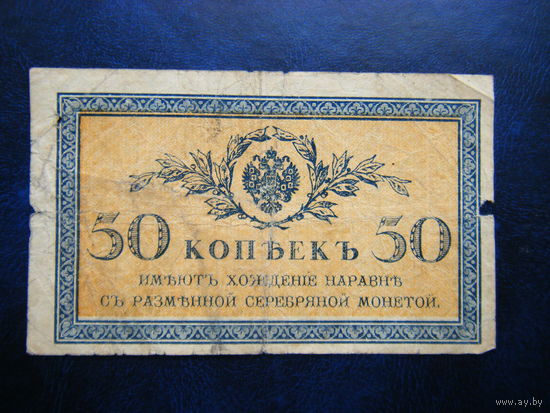 50 КОПѢЕКЪ 50
ИМѢЮТЪ ХОЖДЕНІЕ НАРАВНѢ
СЪ РАЗМѢННОЙ СЕРЕБРЯНОЙ МОНЕТОЙ.
www.ay.by